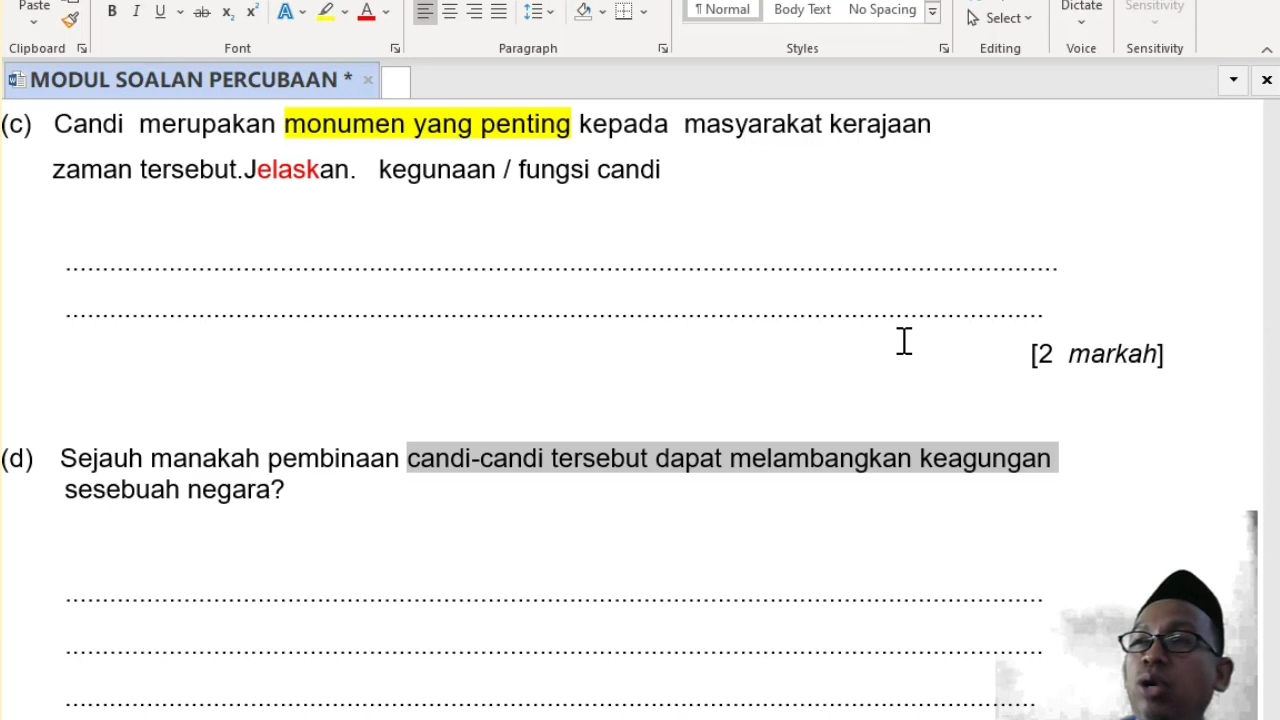 Paste
B I U ab x₂ x² A A
¶ Normal Body Text No Spacing
Select
Dictate
Sensitivity
Clipboard Font Paragraph Styles Editing Voice Sensitivity
MODUL SOALAN PERCUBAAN *
(c) Candi merupakan monumen yang penting kepada masyarakat kerajaan
zaman tersebut.Jelaskan. kegunaan / fungsi candi
[2 markah]
(d) Sejauh manakah pembinaan candi-candi tersebut dapat melambangkan keagungan
sesebuah negara?